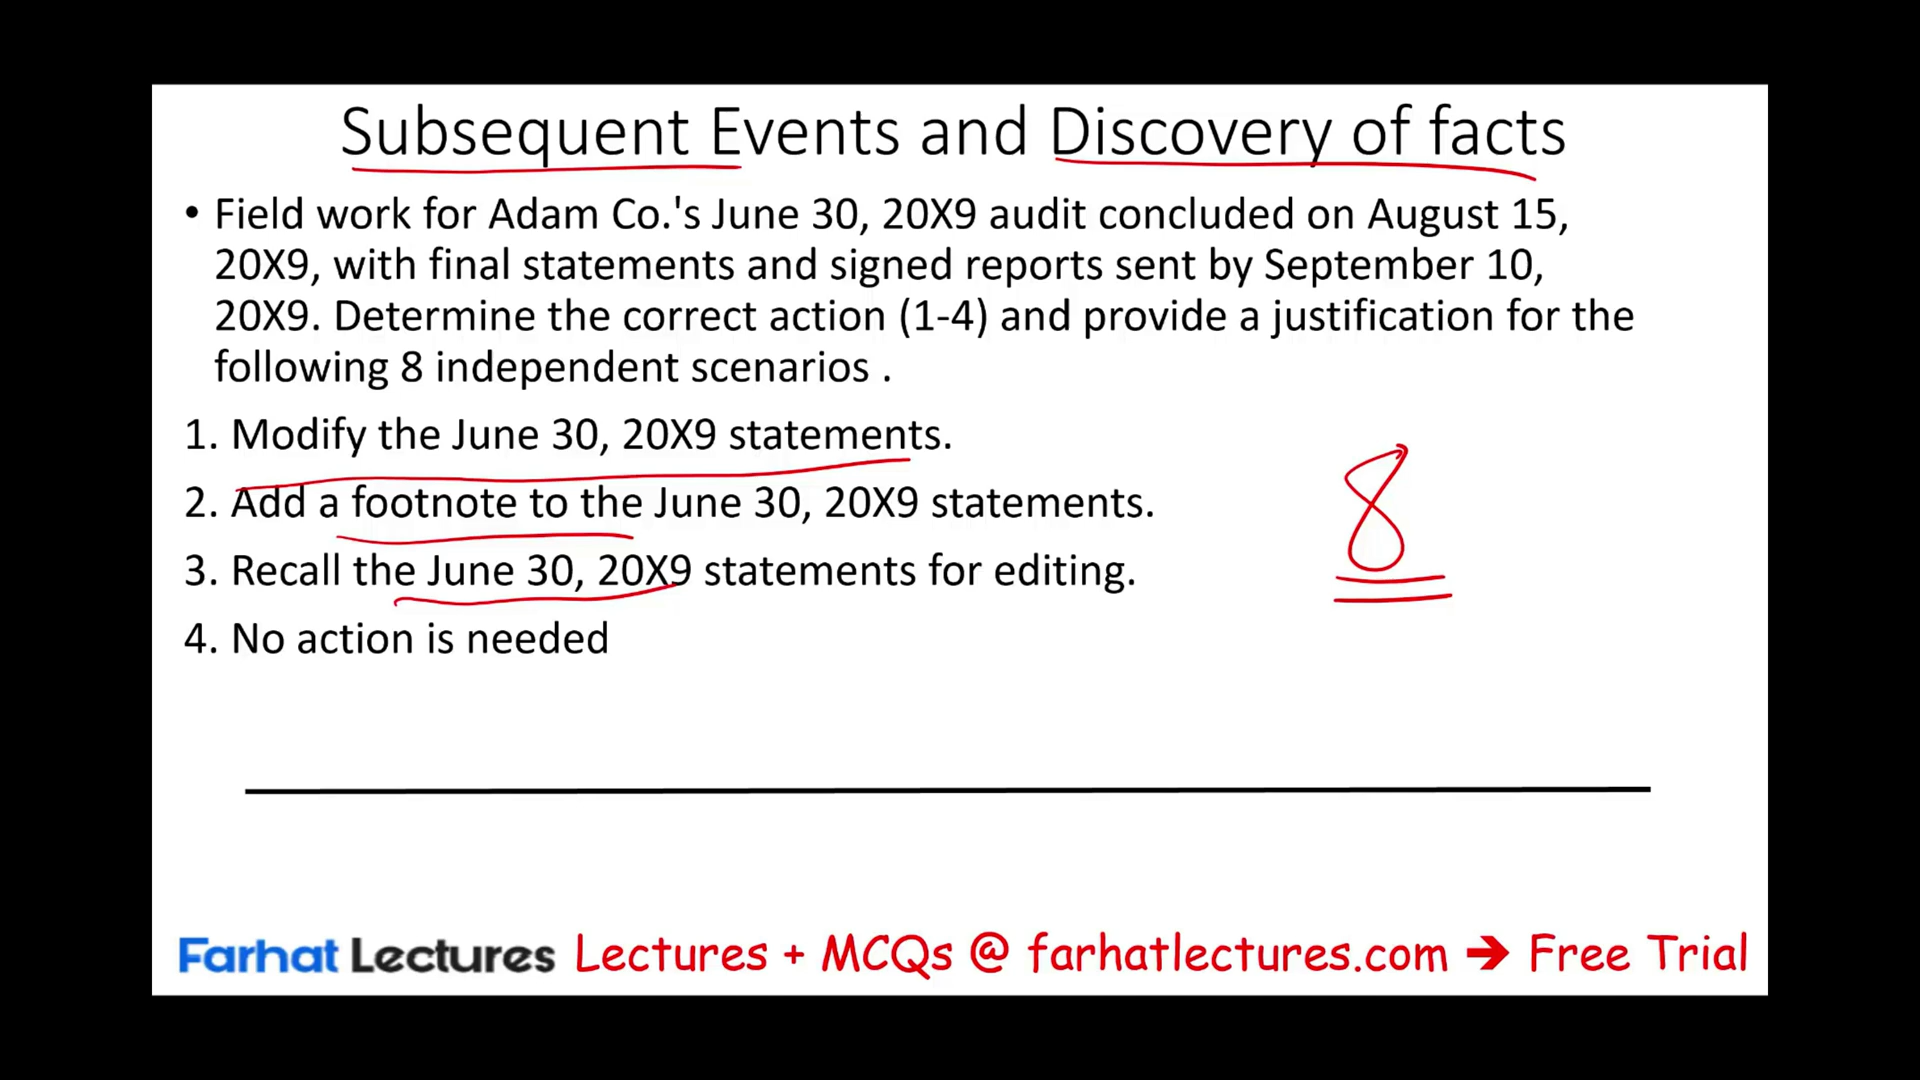 Subsequent Events and Discovery of facts
• Field work for Adam Co.'s June 30, 20X9 audit concluded on August 15,
20X9, with final statements and signed reports sent by September 10,
20X9. Determine the correct action (1-4) and provide a justification for the
following 8 independent scenarios .
1. Modify the June 30, 20X9 statements.
2. Add a footnote to the June 30, 20X9 statements.
3. Recall the June 30, 20X9 statements for editing.
4. No action is needed
8
Farhat Lectures Lectures + MCQs @ farhatlectures.com ➔ Free Trial